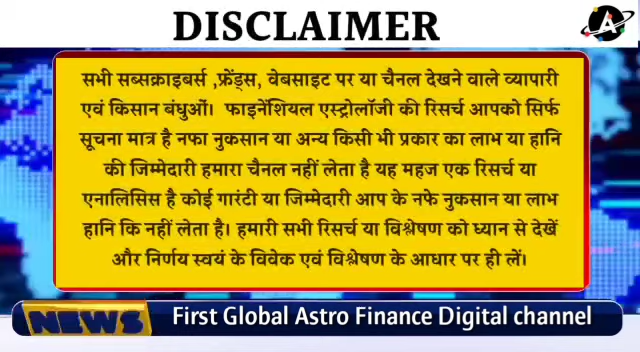 DISCLAIMER
A
सभी सब्सक्राइबर्स ,फ्रेंड्स, वेबसाइट पर या चैनल देखने वाले व्यापारी
एवं किसान बंधुओं। फाइनेंशियल एस्ट्रोलॉजी की रिसर्च आपको सिर्फ
सूचना मात्र है नफा नुकसान या अन्य किसी भी प्रकार का लाभ या हानि
की जिम्मेदारी हमारा चैनल नहीं लेता है यह महज एक रिसर्च या
एनालिसिस है कोई गारंटी या जिम्मेदारी आप के नफे नुकसान या लाभ
हानि कि नहीं लेता है। हमारी सभी रिसर्च या विश्लेषण को ध्यान से देखें
और निर्णय स्वयं के विवेक एवं विश्लेषण के आधार पर ही लें।
NEWS First Global Astro Finance Digital channel